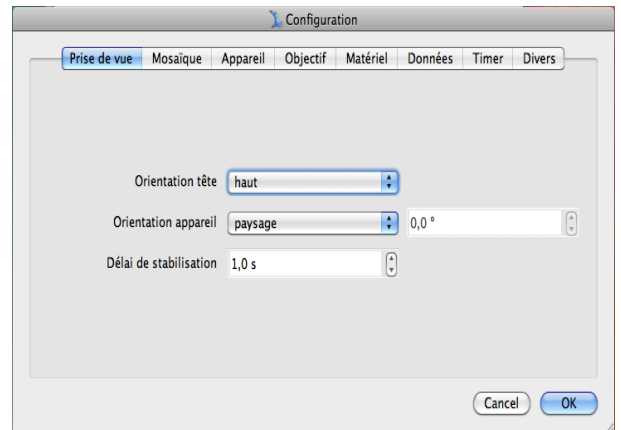 Configuration
Prise de vue Mosaïque Appareil Objectif Matériel Données Timer Divers
Orientation tête haut
Orientation appareil paysage 0,0 °
Délai de stabilisation 1,0 s
Cancel OK